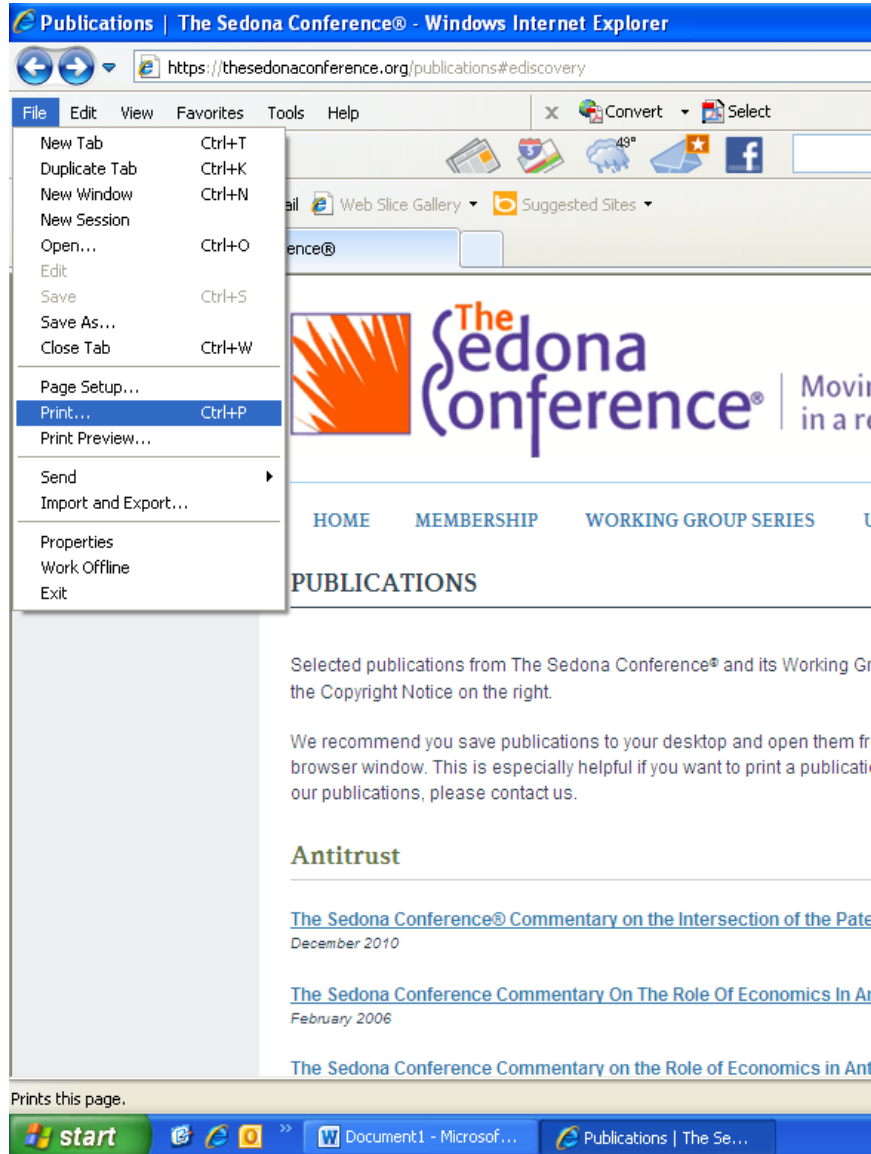 Publications | The Sedona Conference® - Windows Internet Explorer
https://thesedonaconference.org/publications#ediscovery
File Edit View Favorites Tools Help x Convert Select
New Tab Ctrl+T
Duplicate Tab Ctrl+K
49°
New Window Ctrl+N
ail Web Slice Gallery Suggested Sites
New Session
Open... Ctrl+O
ence®
Edit
Save Ctrl+S
Save As...
Close Tab Ctrl+W
Page Setup...
Print... Ctrl+P
Print Preview...
Send
Import and Export...
Properties
Work Offline
Exit
The
Sedona
Conference®
Movin
in a re
HOME MEMBERSHIP WORKING GROUP SERIES
PUBLICATIONS
Selected publications from The Sedona Conference® and its Working Gr
the Copyright Notice on the right.
We recommend you save publications to your desktop and open them fr
browser window. This is especially helpful if you want to print a publicati
our publications, please contact us.
Antitrust
The Sedona Conference® Commentary on the Intersection of the Pate
December 2010
The Sedona Conference Commentary On The Role Of Economics In An
February 2006
The Sedona Conference Commentary on the Role of Economics in Ant
Prints this page.
start » Document1 - Microsof... Publications | The Se...